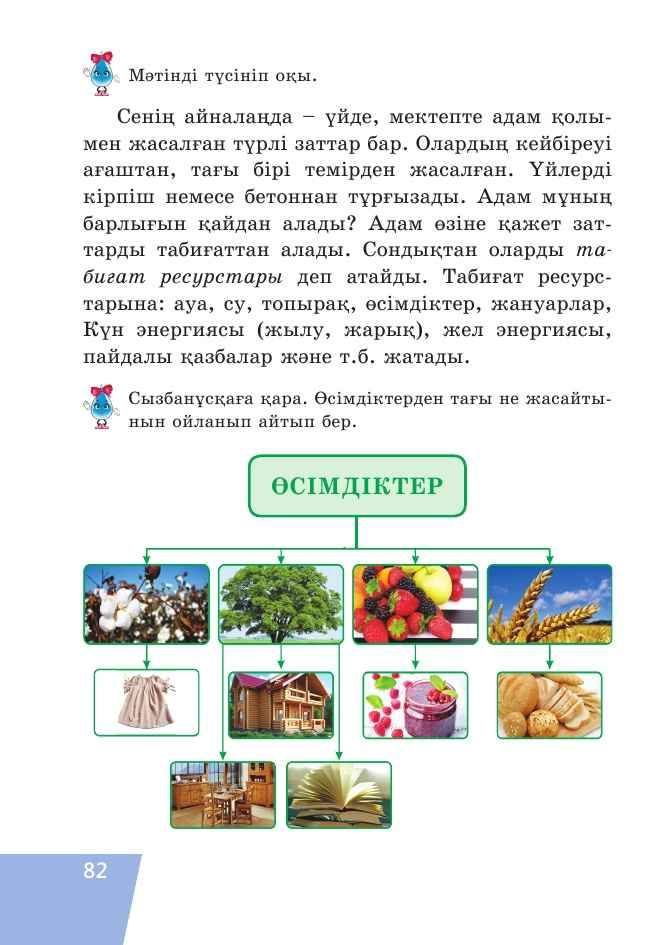 Мәтінді түсініп оқы.
Сенің айналаңда – үйде, мектепте адам қолы-
мен жасалған түрлі заттар бар. Олардың кейбіреуі
ағаштан, тағы бірі темірден жасалған. Үйлерді
кірпіш немесе бетоннан тұрғызады. Адам мұның
барлығын қайдан алады? Адам өзіне қажет зат-
тарды табиғаттан алады. Сондықтан оларды та-
биғат ресурстары деп атайды. Табиғат ресурс-
тарына: ауа, су, топырақ, өсімдіктер, жануарлар,
Күн энергиясы (жылу, жарық), жел энергиясы,
пайдалы қазбалар және т.б. жатады.
Сызбанұсқаға қара. Өсімдіктерден тағы не жасайты-
нын ойланып айтып бер.
ӨСІМДІКТЕР
82